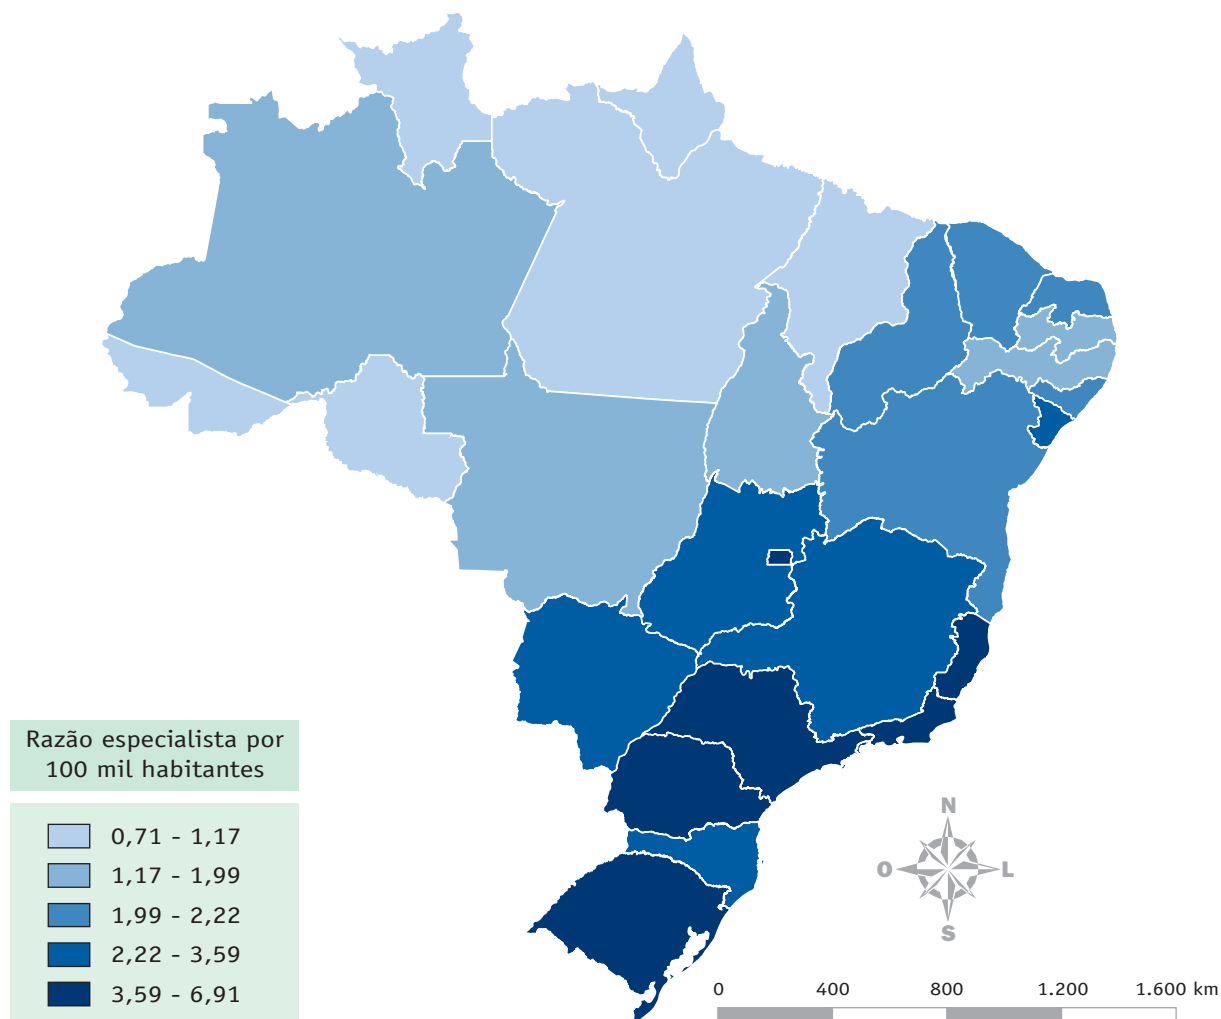 Razão especialista por
100 mil habitantes
0,71 - 1,17
1,17 - 1,99
1,99 - 2,22
2,22 - 3,59
3,59 - 6,91
N
O L
S
0 400 800 1.200 1.600 km